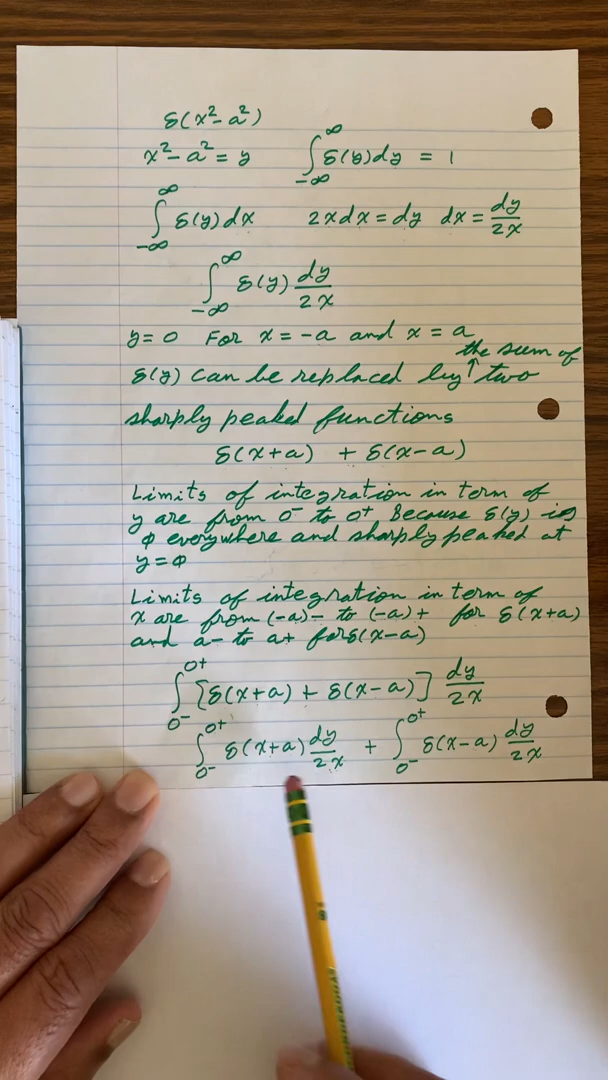 δ(x² - a²)
x² - a² = y ∫_{-∞}^{∞} δ(y)dy = 1
∫_{-∞}^{∞} δ(y)dx 2xdx = dy dx = dy/2x
∫_{-∞}^{∞} δ(y) dy/2x
y = 0 For x = -a and x = a
the sum of
δ(y) can be replaced by ↑ two
sharply peaked functions
δ(x+a) + δ(x-a)
Limits of integration in term of
y are from 0⁻ to 0⁺ Because δ(y) is
0 everywhere and sharply peaked at
y = 0
Limits of integration in term of
x are from (-a)- to (-a)+ for δ(x+a)
and a- to a+ for δ(x-a)
∫_{0⁻}^{0+} [δ(x+a) + δ(x-a)] dy/2x
∫_{0⁻}^{0+} δ(x+a) dy/2x + ∫_{0⁻}^{0+} δ(x-a) dy/2x